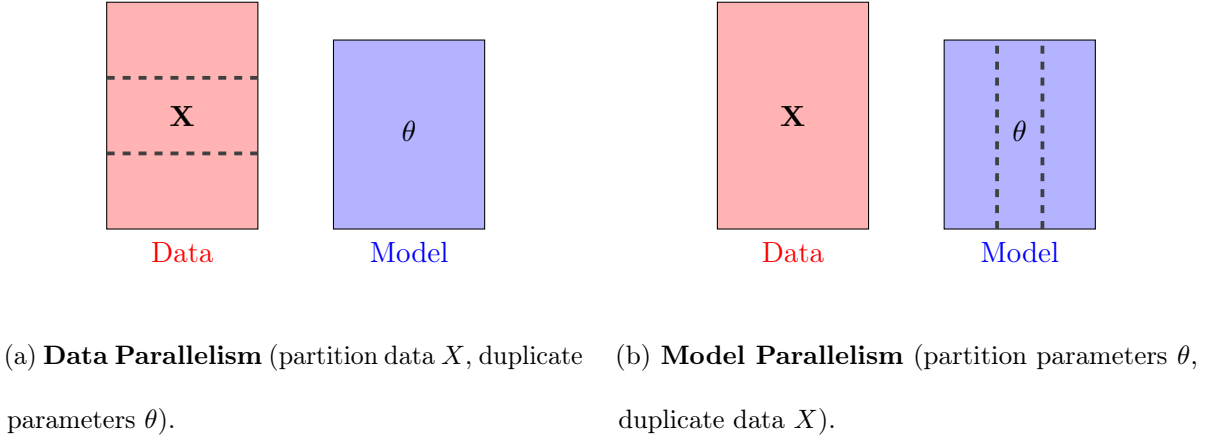 X
θ
Data
Model
X
θ
Data
Model
(a) Data Parallelism (partition data X, duplicate
parameters θ).
(b) Model Parallelism (partition parameters θ,
duplicate data X).